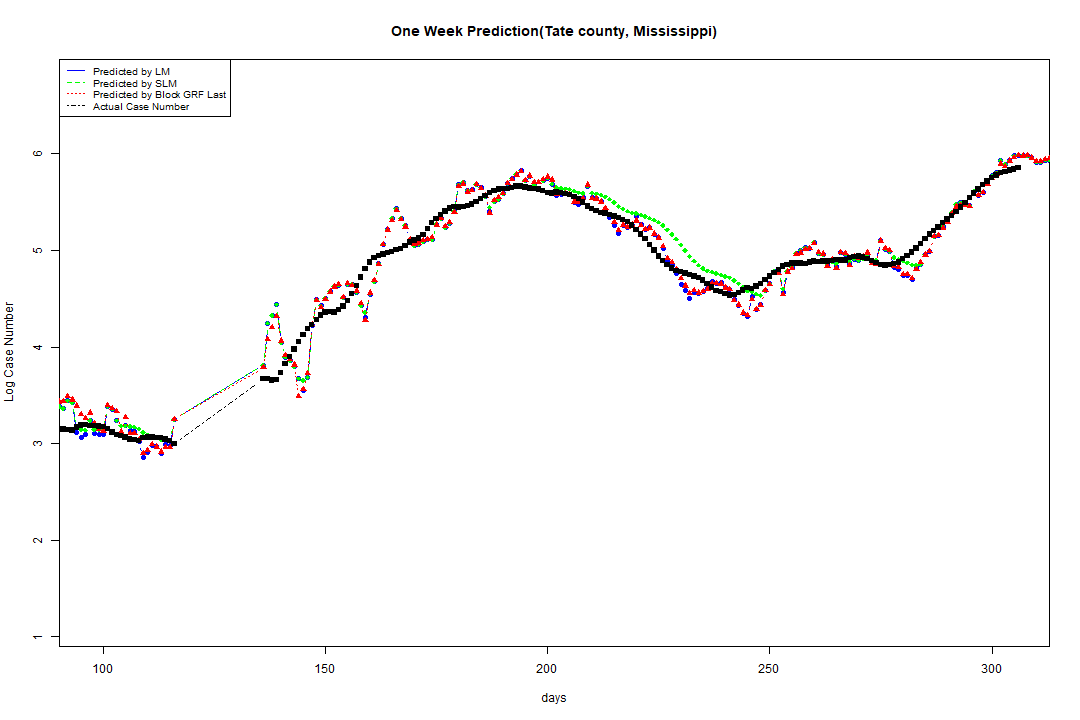 One Week Prediction(Tate county, Mississippi)
Predicted by LM
Predicted by SLM
Predicted by Block GRF Last
Actual Case Number
6
5
4
3
2
1
Log Case Number
100 150 200 250 300
days